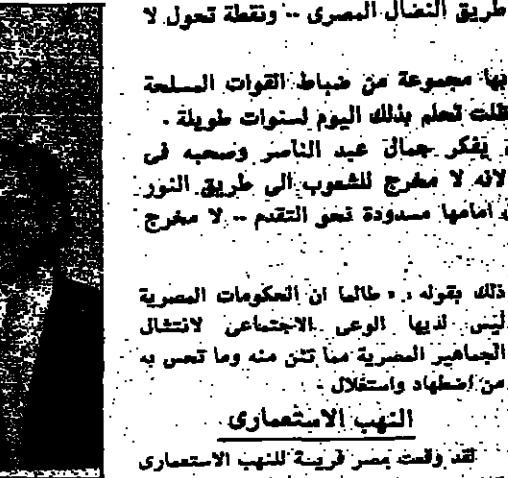 طريق النضال المصرى .. ونقطة تحول لا
بها مجموعة من ضباط القوات المسلحة
ظلت تحلم بذلك اليوم لسنوات طويلة .
يفكر جمال عبد الناصر وصحبه فى
لانه لا مخرج للشعوب الى طريق النور
امامها مسدودة نحو التقدم .. لا مخرج
ذلك بقوله . « طالما ان الحكومات المصرية
ليس لديها الوعى الاجتماعى لانتشال
الجماهير المصرية مما تئن منه وما تحس به
من اضطهاد واستغلال .
النهب الاستعمارى
لقد وقعت مصر فريسة للنهب الاستعمارى